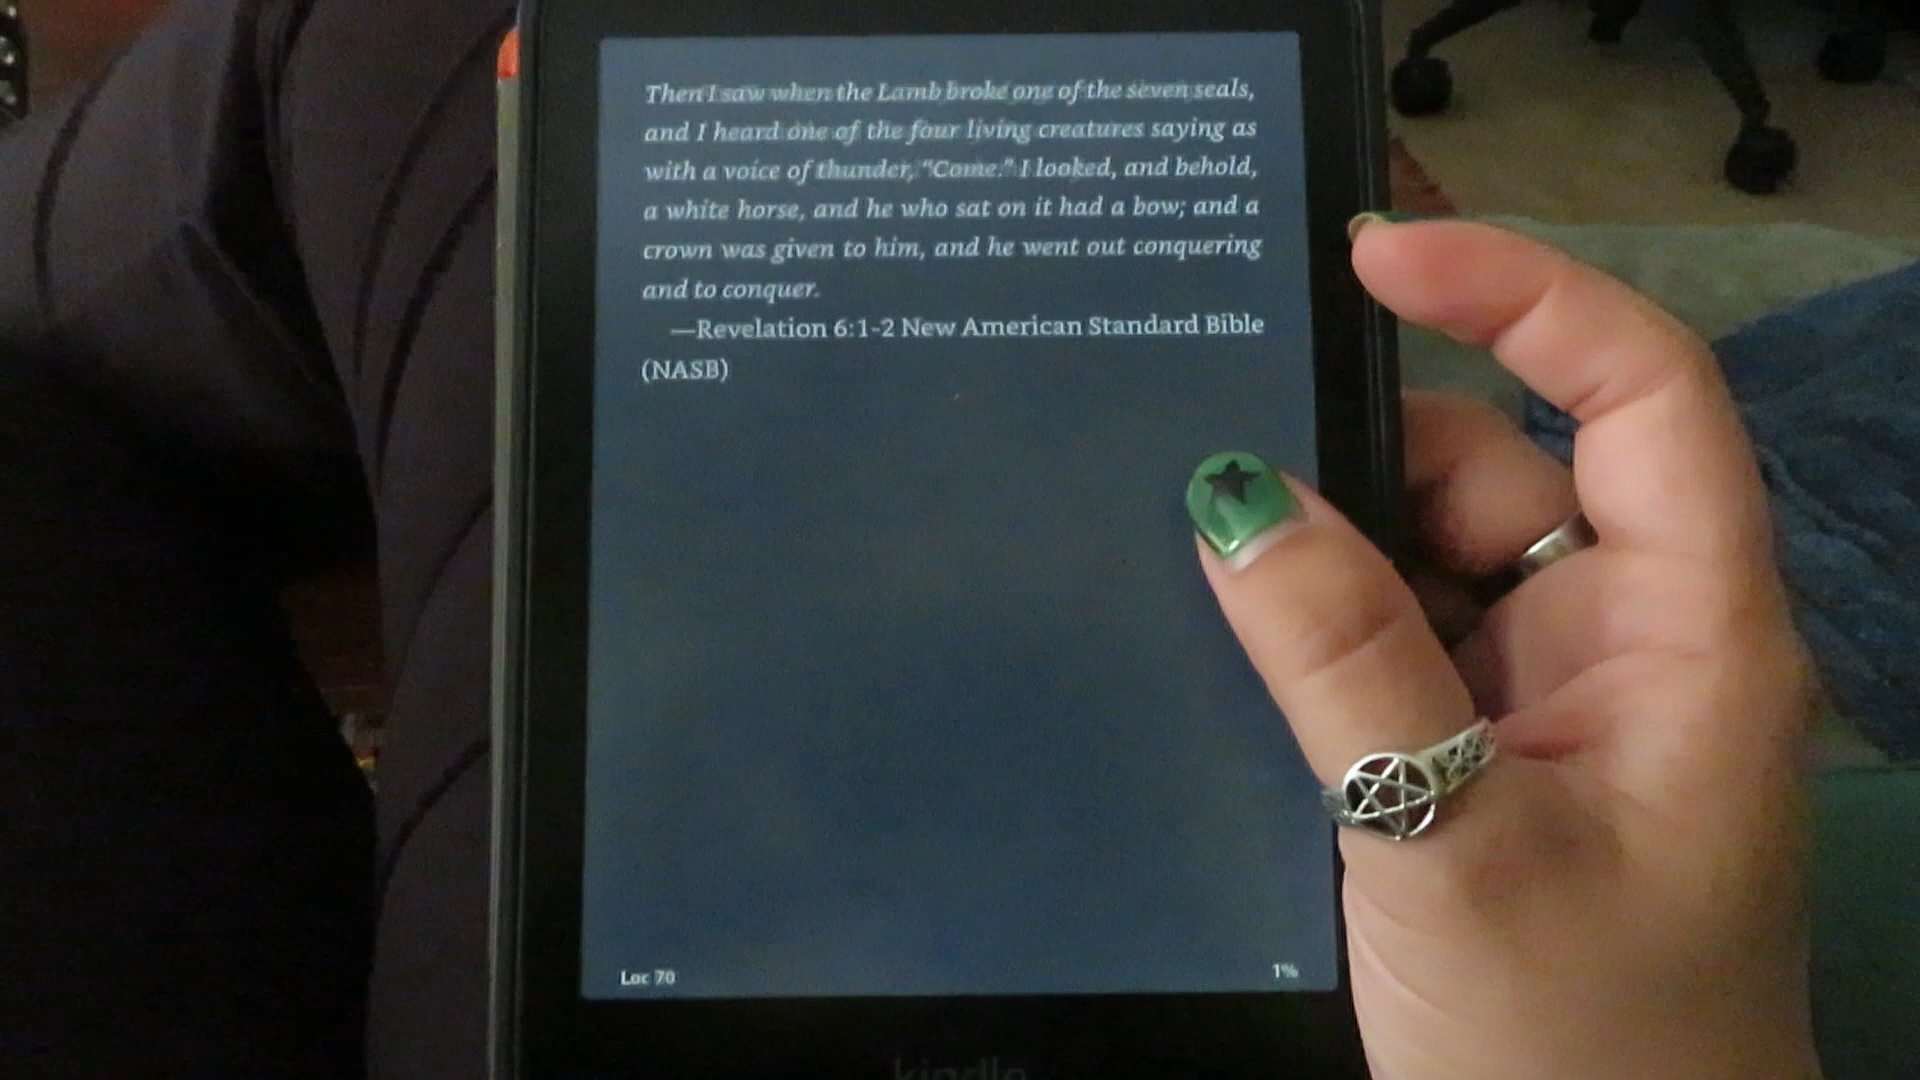 Then I saw when the Lamb broke one of the seven seals,
and I heard one of the four living creatures saying as
with a voice of thunder, “Come.” I looked, and behold,
a white horse, and he who sat on it had a bow; and a
crown was given to him, and he went out conquering
and to conquer.
—Revelation 6:1-2 New American Standard Bible
(NASB)
Loc 70
1%
kindle